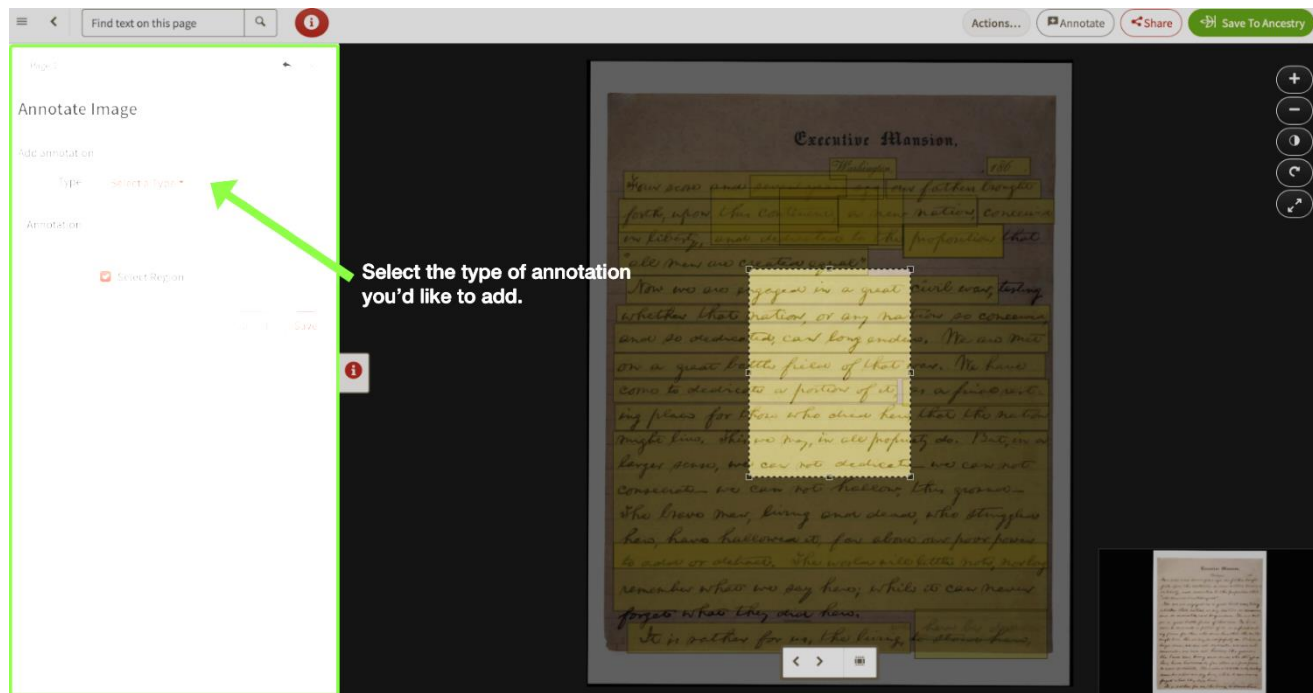 Find text on this page
Actions...
Annotate
Share
Save To Ancestry
Page 1
Annotate Image
Add annotation
Type
Select a Type
Annotation
Select Region
Save
Select the type of annotation
you'd like to add.
Executive Mansion,
Washington, , 186
Four score and seven years ago our fathers brought
forth, upon this continent, a new nation, conceived
in liberty, and dedicated to the proposition that
"all men are created equal"
Now we are engaged in a great civil war, testing
whether that nation, or any nation so conceived,
and so dedicated, can long endure. We are met
on a great battle field of that war. We have
come to dedicate a portion of it, as a final rest-
ing place for those who died here, that the nation
might live. This we may, in all propriety do. But, in a
larger sense, we can not dedicate we can not
consecrate we can not hallow, this ground
The brave men, living and dead, who struggled
here, have hallowed it, far above our poor power
to add or detract. The world will little note, nor long
remember what we say here; while it can never
forget what they did here.
It is rather for us, the living, to stand here,